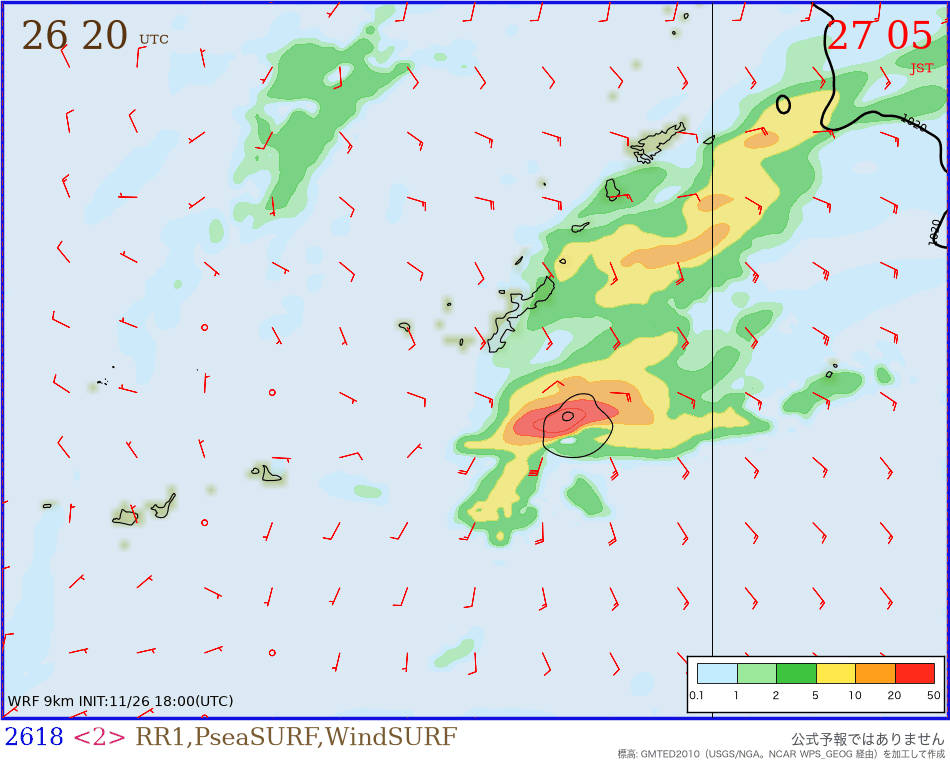 26 20 UTC
27 05
JST
1020
1020
WRF 9km INIT:11/26 18:00(UTC)
0.1 1 2 5 10 20 50
2618 <2> RR1,PseaSURF,WindSURF
公式予報ではありません
標高: GMTED2010（USGS/NGA。NCAR WPS_GEOG 経由）を加工して作成